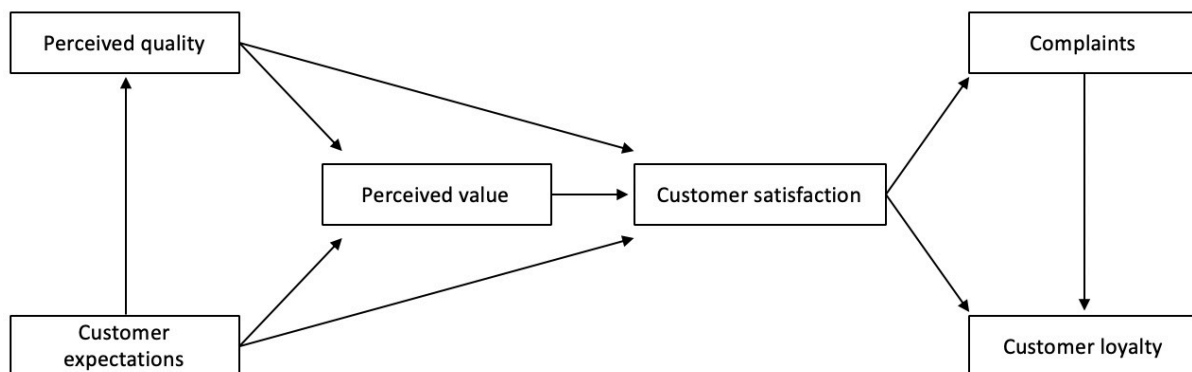 Perceived quality
Complaints
Perceived value
Customer satisfaction
Customer
expectations
Customer loyalty